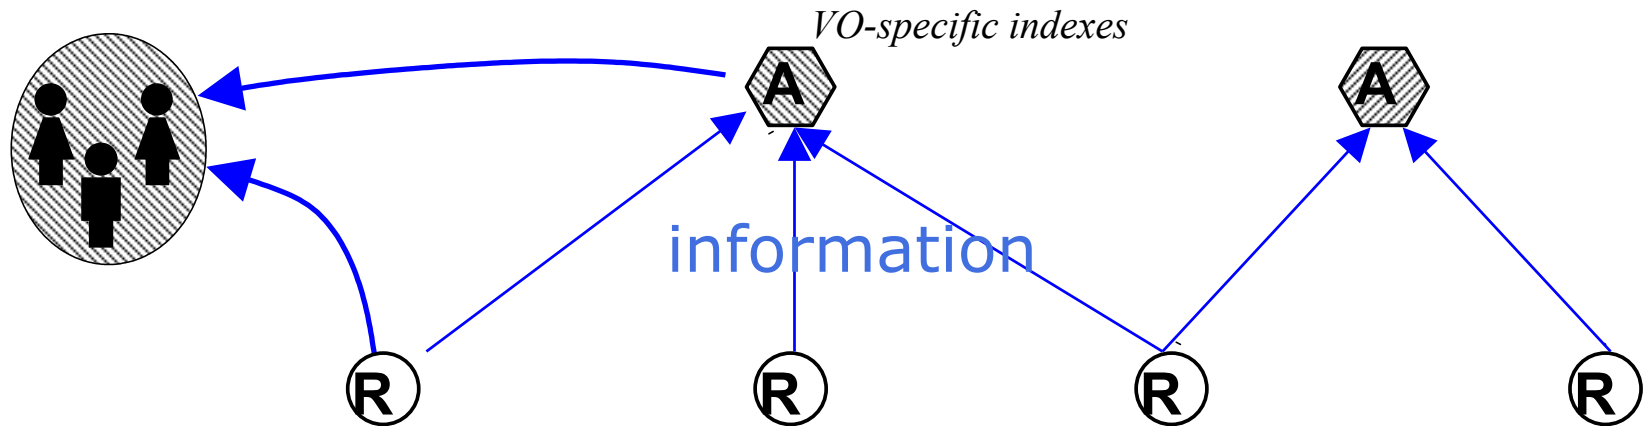 VO-specific indexes
A A
information
R R R R